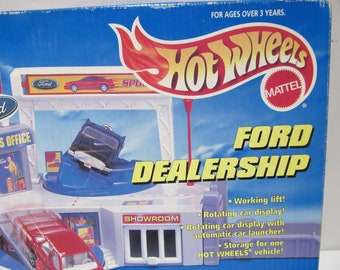 FOR AGES OVER 3 YEARS.
HOT WHEELS
MATTEL
Ford
Ford
S OFFICE
FORD
DEALERSHIP
• Working lift!
• Rotating car display!
• Rotating car display with
automatic car launcher!
• Storage for one
HOT WHEELS® vehicle!
SHOWROOM